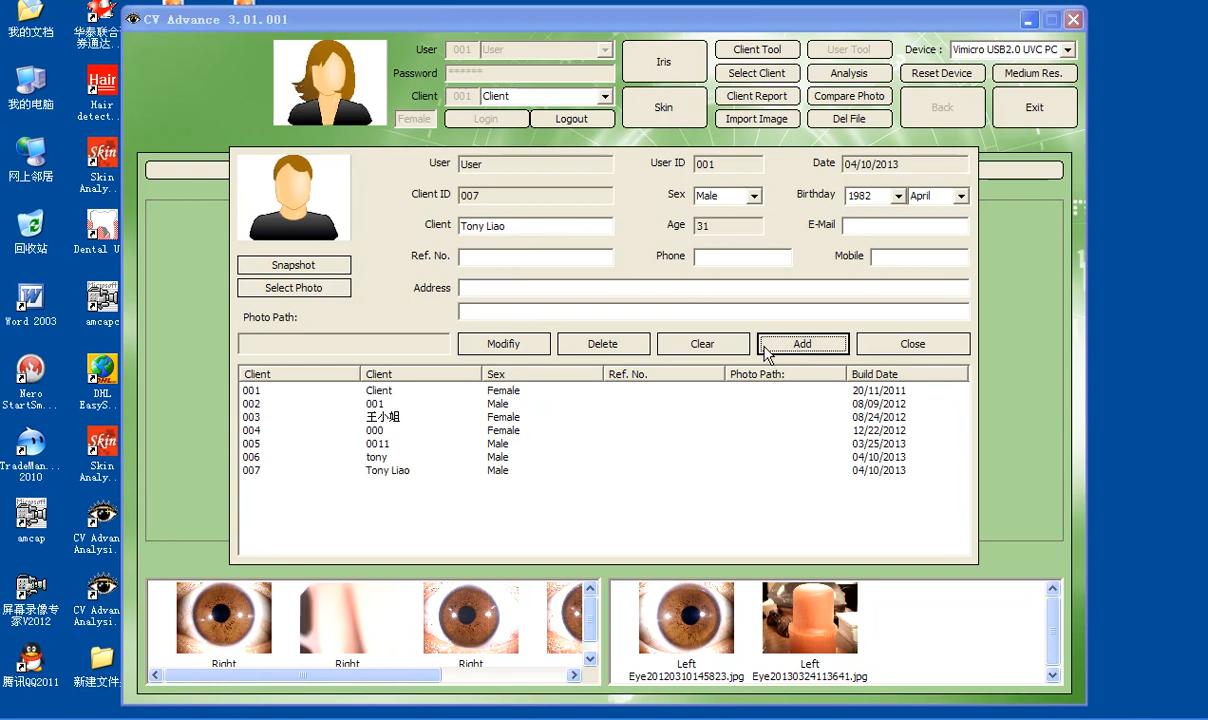 我的文档
华泰联合
券通达...
我的电脑
Hair
Hair
detect...
网上邻居
Skin
Skin
Analy...
回收站
Dental U
Word 2003
amcapc
Nero
StartSm...
DHL
EasyS...
TradeMan...
2010
Skin
Skin
Analy...
amcap
CV Advan
Analysi.
屏幕录像专
家V2012
CV Advan
Analysi.
腾讯QQ2011
新建文件
CV Advance 3.01.001
User 001 User
Password ******
Client 001 Client
Female Login Logout
Iris
Skin
Client Tool User Tool Device : Vimicro USB2.0 UVC PC
Select Client Analysis Reset Device Medium Res.
Client Report Compare Photo Back Exit
Import Image Del File
User User User ID 001 Date 04/10/2013
Client ID 007 Sex Male Birthday 1982 April
Client Tony Liao Age 31 E-Mail
Ref. No. Phone Mobile
Snapshot
Select Photo Address
Photo Path:
Modifiy Delete Clear Add Close
Client Client Sex Ref. No. Photo Path: Build Date
001 Client Female 20/11/2011
002 001 Male 08/09/2012
003 王小姐 Female 08/24/2012
004 000 Female 12/22/2012
005 0011 Male 03/25/2013
006 tony Male 04/10/2013
007 Tony Liao Male 04/10/2013
Right Right Right
Left Left
Eye20120310145823.jpg Eye20130324113641.jpg